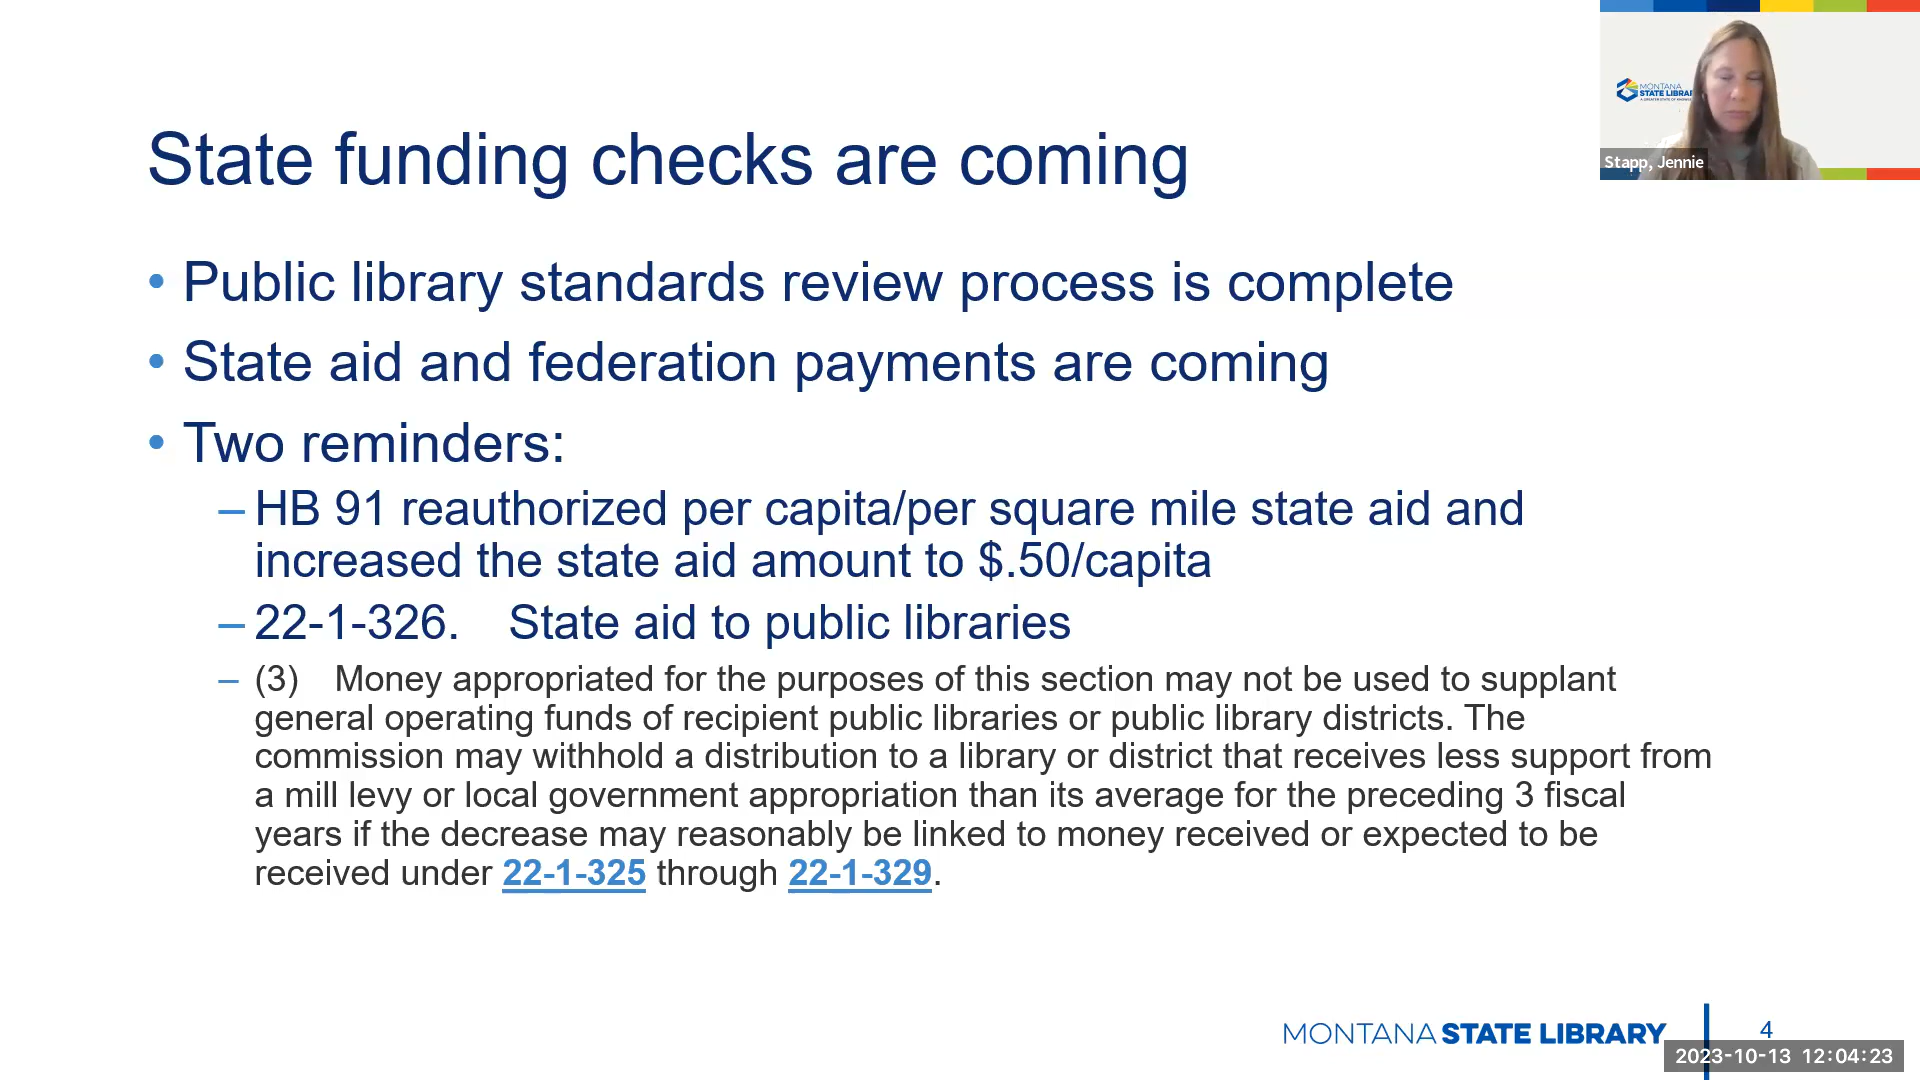 MONTANA
STATE LIBRAR
Stapp, Jennie
State funding checks are coming
• Public library standards review process is complete
• State aid and federation payments are coming
• Two reminders:
– HB 91 reauthorized per capita/per square mile state aid and
increased the state aid amount to $.50/capita
– 22-1-326. State aid to public libraries
– (3) Money appropriated for the purposes of this section may not be used to supplant
general operating funds of recipient public libraries or public library districts. The
commission may withhold a distribution to a library or district that receives less support from
a mill levy or local government appropriation than its average for the preceding 3 fiscal
years if the decrease may reasonably be linked to money received or expected to be
received under 22-1-325 through 22-1-329.
MONTANA STATE LIBRARY
4
2023-10-13 12:04:23